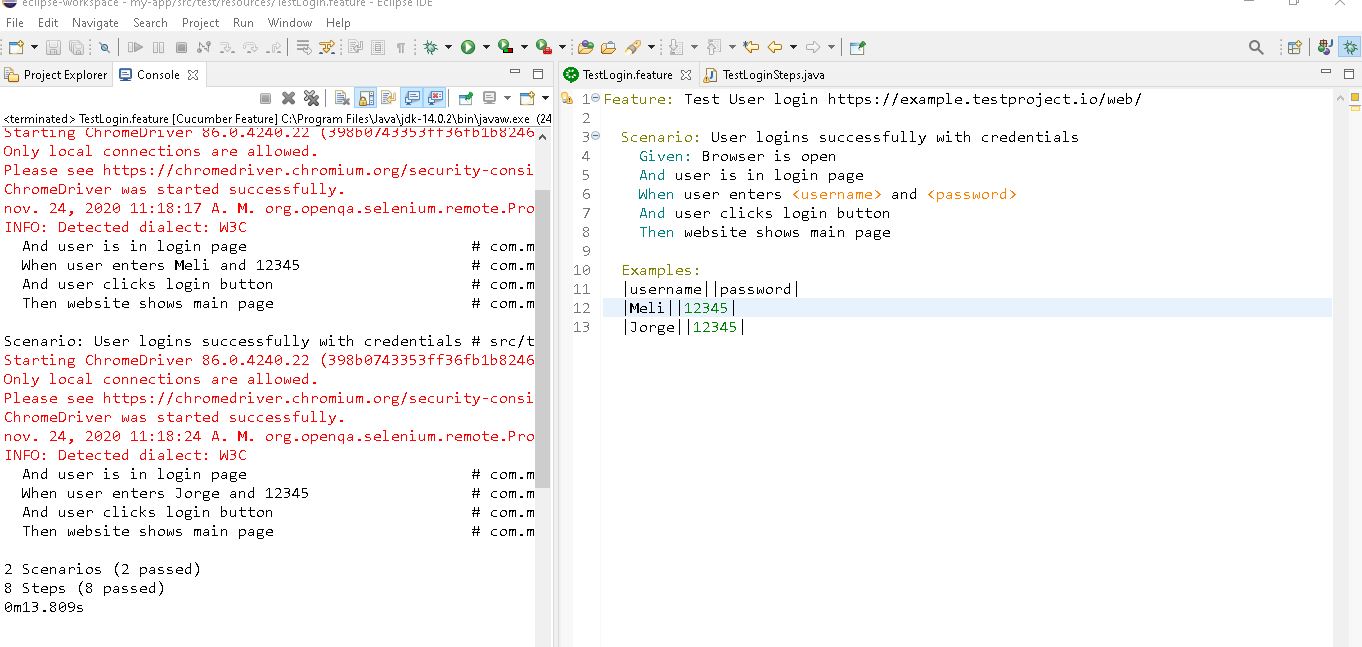 eclipse-workspace - my-app/src/test/resources/TestLogin.feature - Eclipse IDE
File Edit Navigate Search Project Run Window Help
Project Explorer Console
<terminated> TestLogin.feature [Cucumber Feature] C:\Program Files\Java\jdk-14.0.2\bin\javaw.exe (24
Starting ChromeDriver 86.0.4240.22 (398b0743353ff36fb1b8246
Only local connections are allowed.
Please see https://chromedriver.chromium.org/security-consi
ChromeDriver was started successfully.
nov. 24, 2020 11:18:17 A. M. org.openqa.selenium.remote.Pro
INFO: Detected dialect: W3C
And user is in login page # com.m
When user enters Meli and 12345 # com.m
And user clicks login button # com.m
Then website shows main page # com.m
Scenario: User logins successfully with credentials # src/t
Starting ChromeDriver 86.0.4240.22 (398b0743353ff36fb1b8246
Only local connections are allowed.
Please see https://chromedriver.chromium.org/security-consi
ChromeDriver was started successfully.
nov. 24, 2020 11:18:24 A. M. org.openqa.selenium.remote.Pro
INFO: Detected dialect: W3C
And user is in login page # com.m
When user enters Jorge and 12345 # com.m
And user clicks login button # com.m
Then website shows main page # com.m
2 Scenarios (2 passed)
8 Steps (8 passed)
0m13.809s
TestLogin.feature TestLoginSteps.java
1 Feature: Test User login https://example.testproject.io/web/
2
3 Scenario: User logins successfully with credentials
4 Given: Browser is open
5 And user is in login page
6 When user enters <username> and <password>
7 And user clicks login button
8 Then website shows main page
9
10 Examples:
11 |username||password|
12 |Meli||12345|
13 |Jorge||12345|